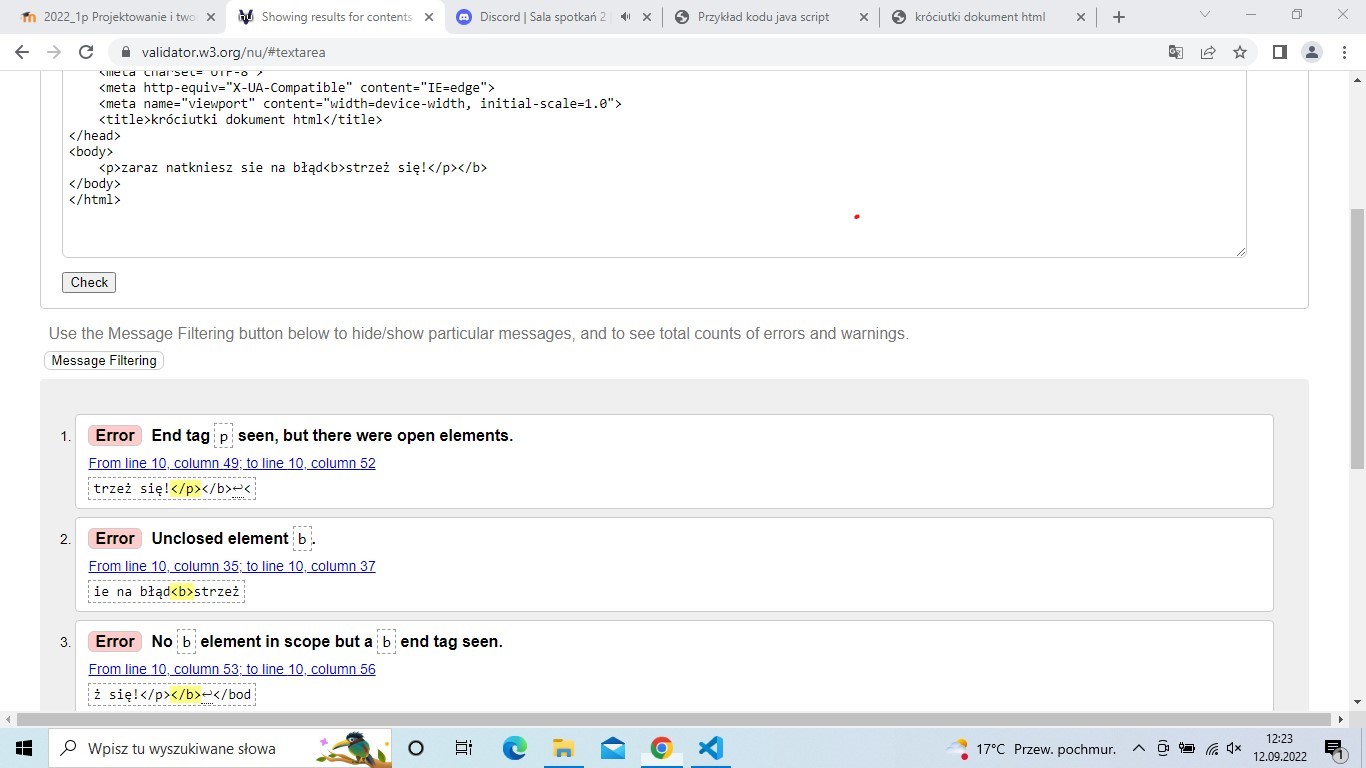 2022_1p Projektowanie i two
Showing results for contents
Discord | Sala spotkań 2
Przykład kodu java script
króciutki dokument html
validator.w3.org/nu/#textarea
<meta charset="UTF-8">
<meta http-equiv="X-UA-Compatible" content="IE=edge">
<meta name="viewport" content="width=device-width, initial-scale=1.0">
<title>króciutki dokument html</title>
</head>
<body>
<p>zaraz natkniesz sie na błąd<b>strzeż się!</p></b>
</body>
</html>
Check
Use the Message Filtering button below to hide/show particular messages, and to see total counts of errors and warnings.
Message Filtering
1. Error End tag p seen, but there were open elements.
From line 10, column 49; to line 10, column 52
trzeż się!</p></b>↩<
2. Error Unclosed element b.
From line 10, column 35; to line 10, column 37
ie na błąd<b>strzeż
3. Error No b element in scope but a b end tag seen.
From line 10, column 53; to line 10, column 56
ż się!</p></b>↩</bod
Wpisz tu wyszukiwane słowa
17°C Przew. pochmur.
12:23
12.09.2022
1